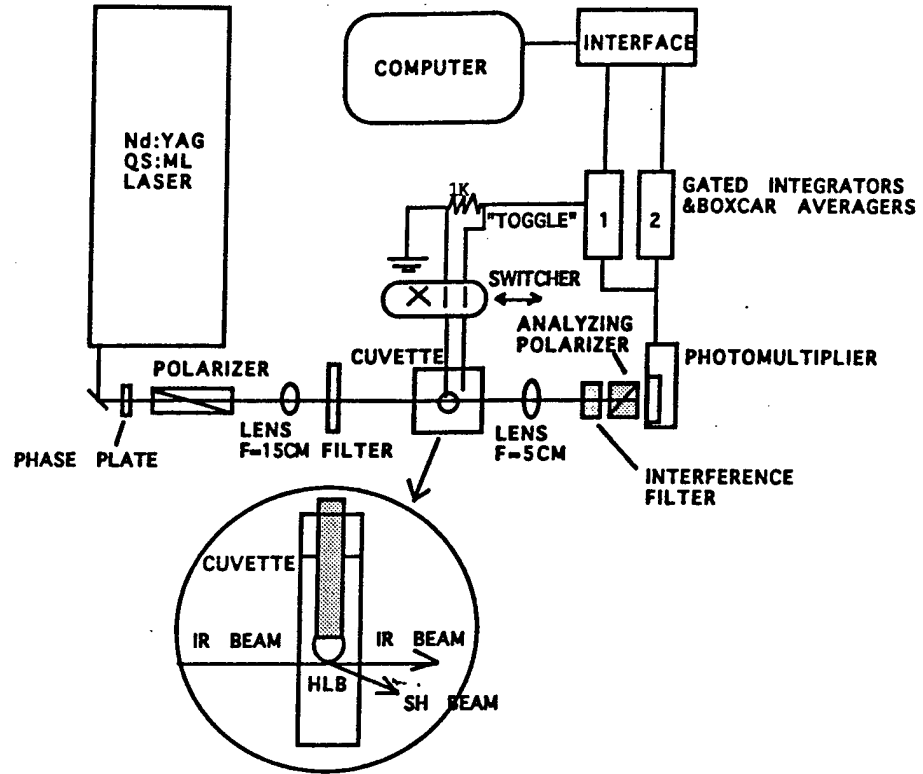 COMPUTER
INTERFACE
Nd:YAG
QS:ML
LASER
1K
"TOGGLE"
1
2
GATED INTEGRATORS
&BOXCAR AVERAGERS
SWITCHER
ANALYZING
POLARIZER
PHOTOMULTIPLIER
POLARIZER
CUVETTE
LENS
F=15CM
FILTER
LENS
F=5CM
PHASE PLATE
INTERFERENCE
FILTER
CUVETTE
IR BEAM
IR BEAM
HLB
SH BEAM